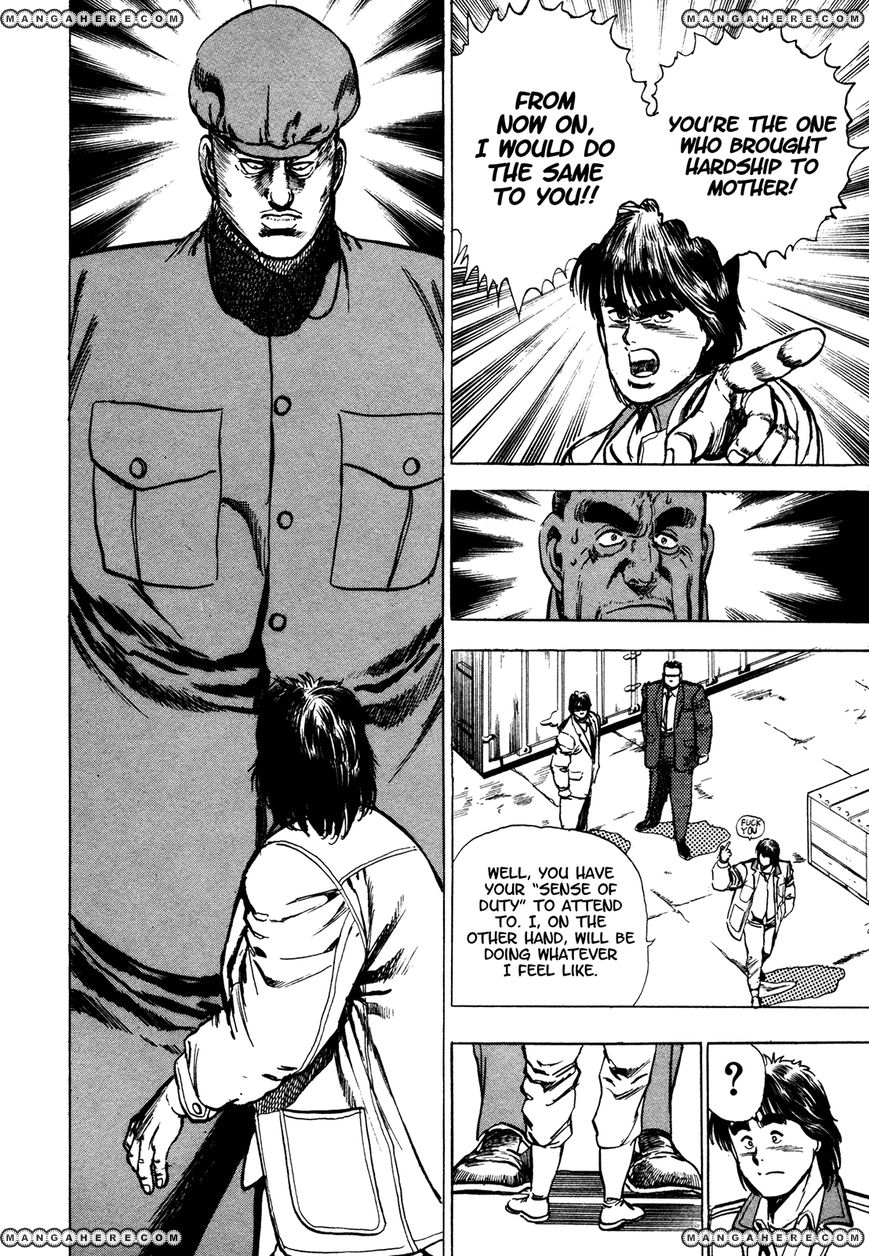 MANGAHERE.COM
MANGAHERE.COM
YOU'RE THE ONE
WHO BROUGHT
HARDSHIP TO
MOTHER!
FROM
NOW ON,
I WOULD DO
THE SAME
TO YOU!!
FUCK
YOU
WELL, YOU HAVE
YOUR "SENSE OF
DUTY" TO ATTEND
TO. I, ON THE
OTHER HAND, WILL BE
DOING WHATEVER
I FEEL LIKE.
?
MANGAHERE.COM
MANGAHERE.COM